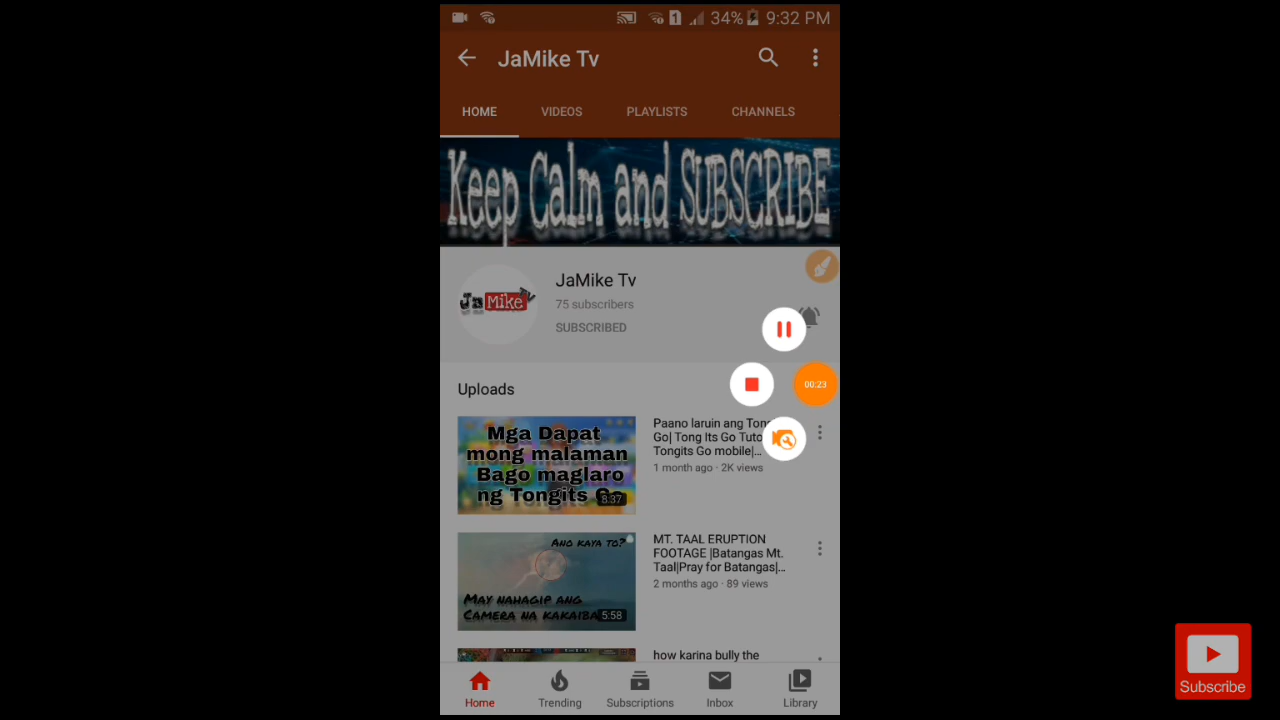 34% 9:32 PM
JaMike Tv
HOME VIDEOS PLAYLISTS CHANNELS
Keep Calm and SUBSCRIBE
JaMike TV
JaMike Tv
75 subscribers
SUBSCRIBED
00:23
Uploads
Mga Dapat
mong malaman
Bago maglaro
ng Tongits Go
8:37
Paano laruin ang Tong
Go| Tong Its Go Tuto
Tongits Go mobile|...
1 month ago · 2K views
Ano kaya to?
May nahagip ang
Camera na kakaiba
5:58
MT. TAAL ERUPTION
FOOTAGE |Batangas Mt.
Taal|Pray for Batangas|...
2 months ago · 89 views
how karina bully the
Home Trending Subscriptions Inbox Library
Subscribe